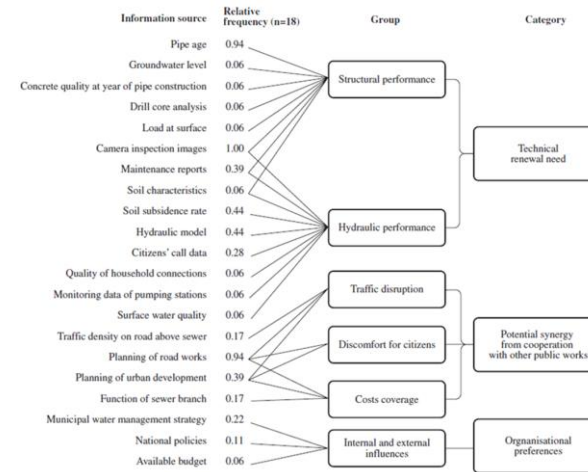 Information source
Relative
frequency (n=18)
Group
Category
Pipe age 0.94
Groundwater level 0.06
Concrete quality at year of pipe construction 0.06
Drill core analysis 0.06
Load at surface 0.06
Camera inspection images 1.00
Maintenance reports 0.39
Soil characteristics 0.06
Soil subsidence rate 0.44
Hydraulic model 0.44
Citizens' call data 0.28
Quality of household connections 0.06
Monitoring data of pumping stations 0.06
Surface water quality 0.06
Traffic density on road above sewer 0.17
Planning of road works 0.94
Planning of urban development 0.39
Function of sewer branch 0.17
Municipal water management strategy 0.22
National policies 0.11
Available budget 0.06
Structural performance
Hydraulic performance
Traffic disruption
Discomfort for citizens
Costs coverage
Internal and external
influences
Technical
renewal need
Potential synergy
from cooperation
with other public works
Orgnanisational
preferences